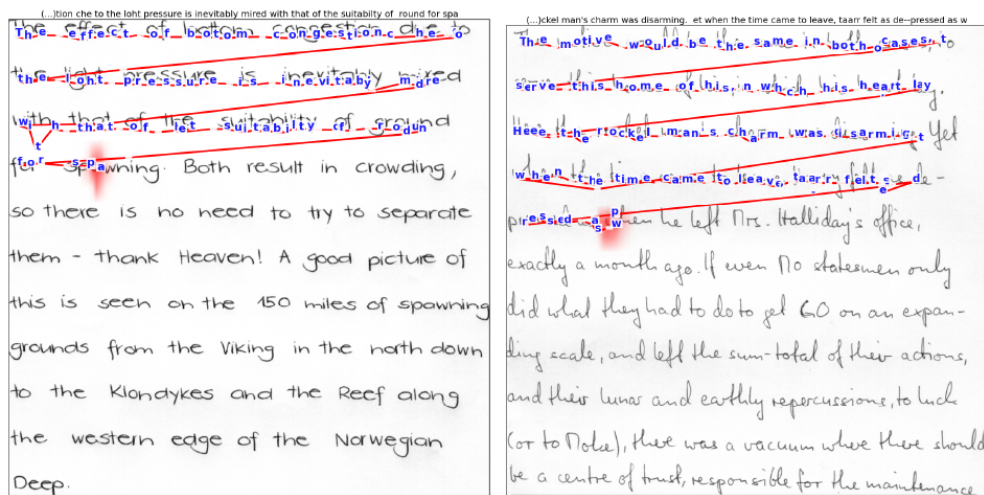 (...)tion che to the loht pressure is inevitably mired with that of the suitabiilty of round for spa
The effect of bottom congestion
the light pressure is inevitably
with that of the suitability of ground
for spawning. Both result in crowding,
so there is no need to try to separate
them - thank Heaven! A good picture of
this is seen on the 150 miles of spawning
grounds from the Viking in the north down
to the Klondykes and the Reef along
the western edge of the Norwegian
Deep.
(...)ckel man's charm was disarming. et when the time came to leave, taarr felt as de--pressed as w
The motive would be the same in both cases, to
serve this home of his, in which his heart lay.
Here the rocket man's charm was disarming. Yet
when the time came to leave, felt as de-
pressed as when he left Mrs. Halliday's office,
exactly a month ago. If even No statesmen only
did what they had to do to get GO on an expan-
ding scale, and left the sum-total of their actions,
and their lunar and earthly repercussions, to luck
(or to Moke), there was a vacuum where there should
be a centre of trust, responsible for the maintenance